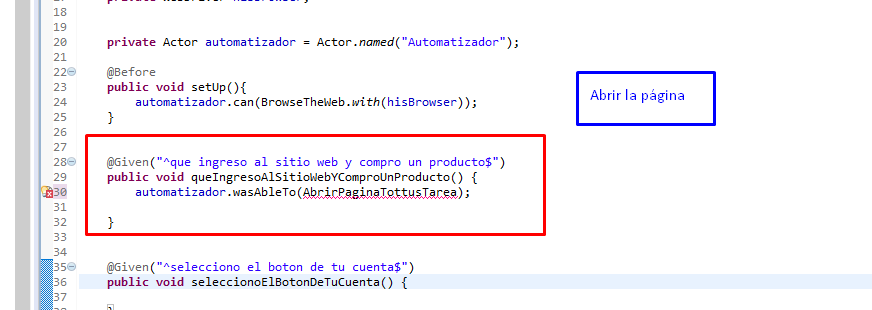 17
18
19
20 private Actor automatizador = Actor.named("Automatizador");
21
22 @Before
23 public void setUp(){
24 automatizador.can(BrowseTheWeb.with(hisBrowser));
25 }
26
27
28 @Given("^que ingreso al sitio web y compro un producto$")
29 public void queIngresoAlSitioWebYComproUnProducto() {
30 automatizador.wasAbleTo(AbrirPaginaTottusTarea);
31
32 }
33
34
35 @Given("^selecciono el boton de tu cuenta$")
36 public void seleccionoElBotonDeTuCuenta() {
37
Abrir la página